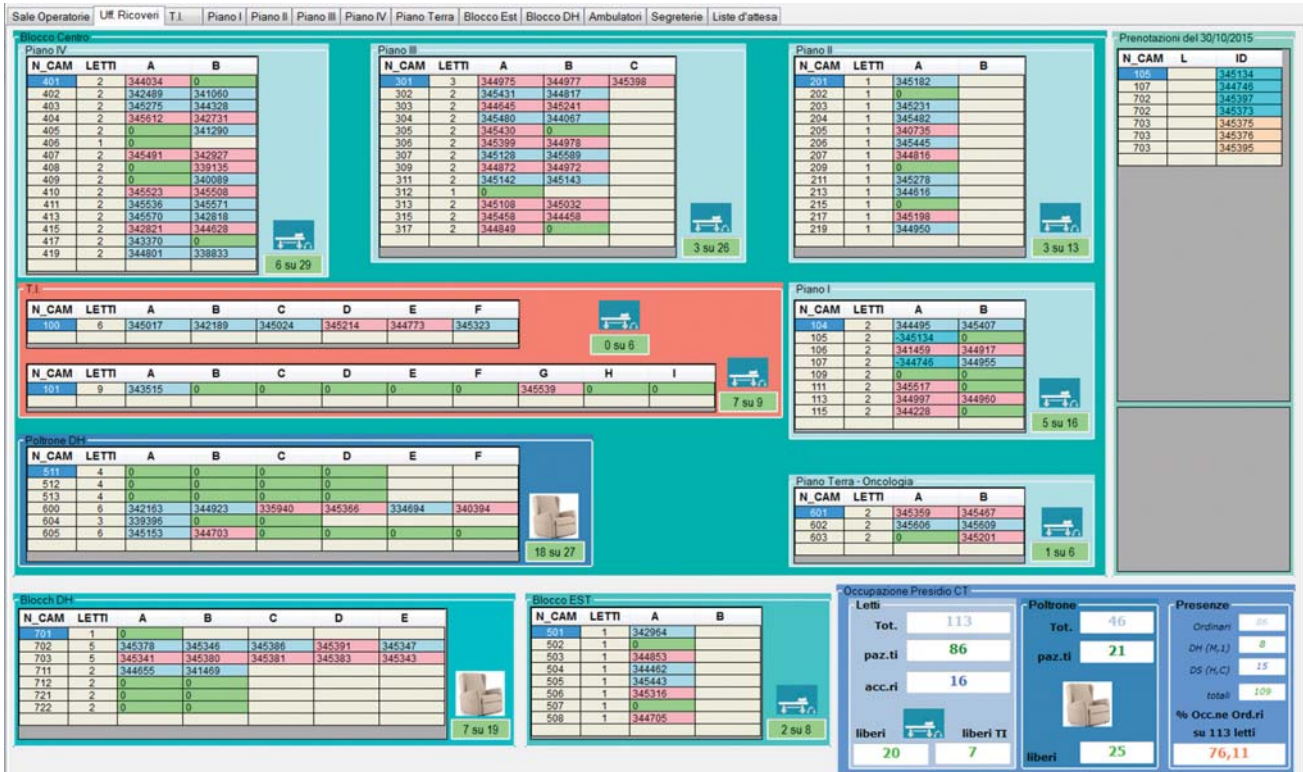 Sale Operatorie Uff. Ricoveri T.I. Piano I Piano II Piano III Piano IV Piano Terra Blocco Est Blocco DH Ambulatori Segreterie Liste d'attesa
Blocco Centro
Piano IV
N_CAM LETTI A B
401 2 344034 0
402 2 342489 341060
403 2 345275 344328
404 2 345612 342731
405 2 0 341290
406 1 0
407 2 345491 342927
408 2 0 339135
409 2 0 340089
410 2 345523 345508
411 2 345536 345571
413 2 345570 342818
415 2 342821 344628
417 2 343370 0
419 2 344801 338833
6 su 29
Piano III
N_CAM LETTI A B C
301 3 344975 344977 345398
302 2 345431 344817
303 2 344645 345241
304 2 345480 344067
305 2 345430 0
306 2 345399 344978
307 2 345128 345589
309 2 344872 344972
311 2 345142 345143
312 1 0
313 2 345108 345032
315 2 345458 344458
317 2 344849 0
3 su 26
Piano II
N_CAM LETTI A B
201 1 345182
202 1 0
203 1 345231
204 1 345482
205 1 340735
206 1 345445
207 1 344816
209 1 0
211 1 345278
213 1 344616
215 1 0
217 1 345198
219 1 344950
3 su 13
Prenotazioni del 30/10/2015
N_CAM L ID
105 345134
107 344746
702 345397
702 345373
703 345375
703 345376
703 345395
T.I.
N_CAM LETTI A B C D E F
100 6 345017 342189 345024 345214 344773 345323
0 su 6
N_CAM LETTI A B C D E F G H I
101 9 343515 0 0 0 0 0 345539 0 0
7 su 9
Piano I
N_CAM LETTI A B
104 2 344495 345407
105 2 -345134 0
106 2 341459 344917
107 2 -344746 344955
109 2 0 0
111 2 345517 0
113 2 344997 344960
115 2 344228 0
5 su 16
Poltrone DH
N_CAM LETTI A B C D E F
511 4 0 0 0 0
512 4 0 0 0 0
513 4 0 0 0 0
600 6 342163 344923 335940 345366 334694 340394
604 3 339396 0 0
605 6 345153 344703 0 0 0 0
18 su 27
Piano Terra - Oncologia
N_CAM LETTI A B
601 2 345359 345467
602 2 345606 345609
603 2 0 345201
1 su 6
Blocch DH
N_CAM LETTI A B C D E
701 1 0
702 5 345378 345346 345386 345391 345347
703 5 345341 345380 345381 345383 345343
711 2 344655 341469
712 2 0 0
721 2 0 0
722 2 0 0
7 su 19
Blocco EST
N_CAM LETTI A B
501 1 342964
502 1 0
503 1 344853
504 1 344462
505 1 345443
506 1 345316
507 1 0
508 1 344705
2 su 8
Occupazione Presidio CT
Letti
Tot. 113
paz.ti 86
acc.ri 16
liberi liberi TI
20 7
Poltrone
Tot. 46
paz.ti 21
liberi 25
Presenze
Ordinari 86
DH (M,1) 8
DS (H,C) 15
totali 109
% Occ.ne Ord.ri
su 113 letti
76,11